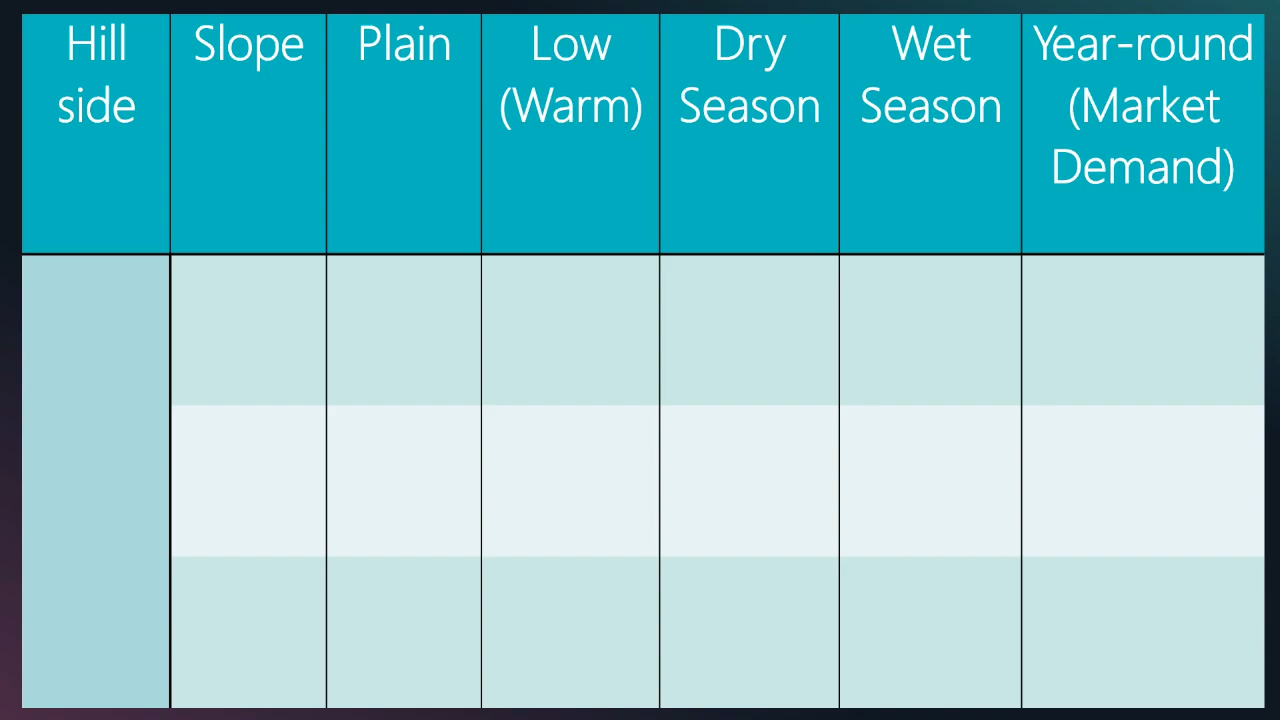 Hill
side
Slope
Plain
Low
(Warm)
Dry
Season
Wet
Season
Year-round
(Market
Demand)